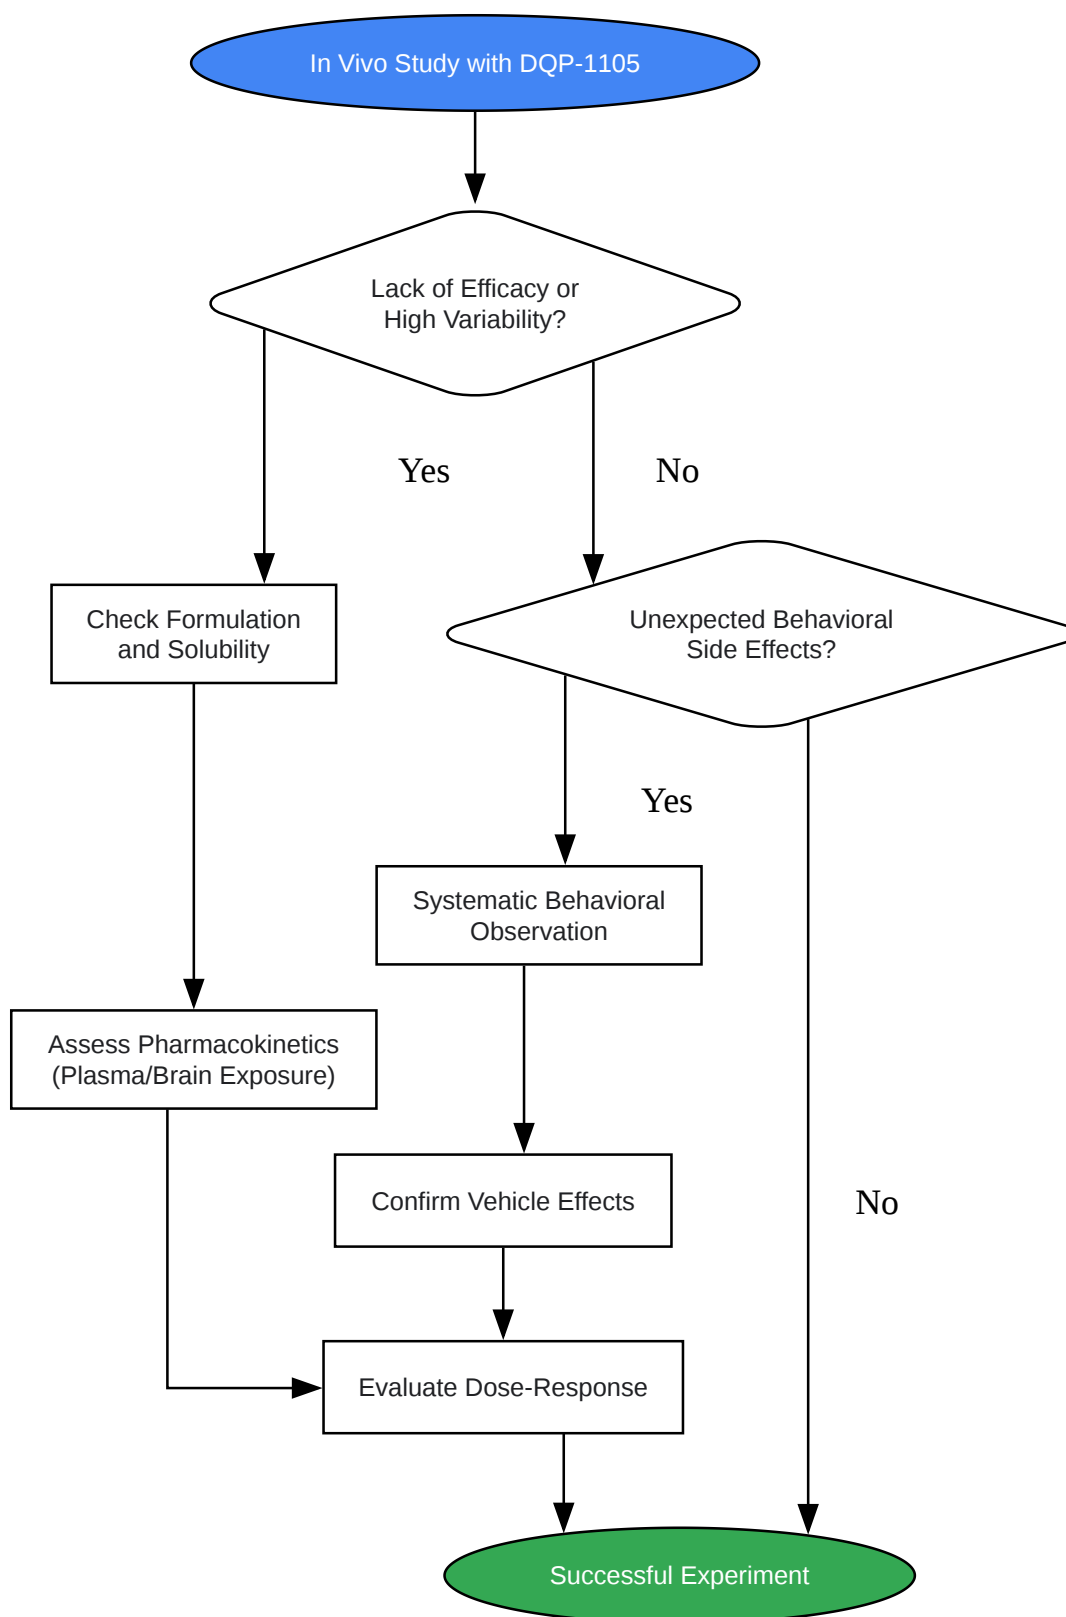 In Vivo Study with DQP-1105
Lack of Efficacy or
High Variability?
Yes
No
Check Formulation
and Solubility
Unexpected Behavioral
Side Effects?
Yes
Systematic Behavioral
Observation
Assess Pharmacokinetics
(Plasma/Brain Exposure)
Confirm Vehicle Effects
No
Evaluate Dose-Response
Successful Experiment